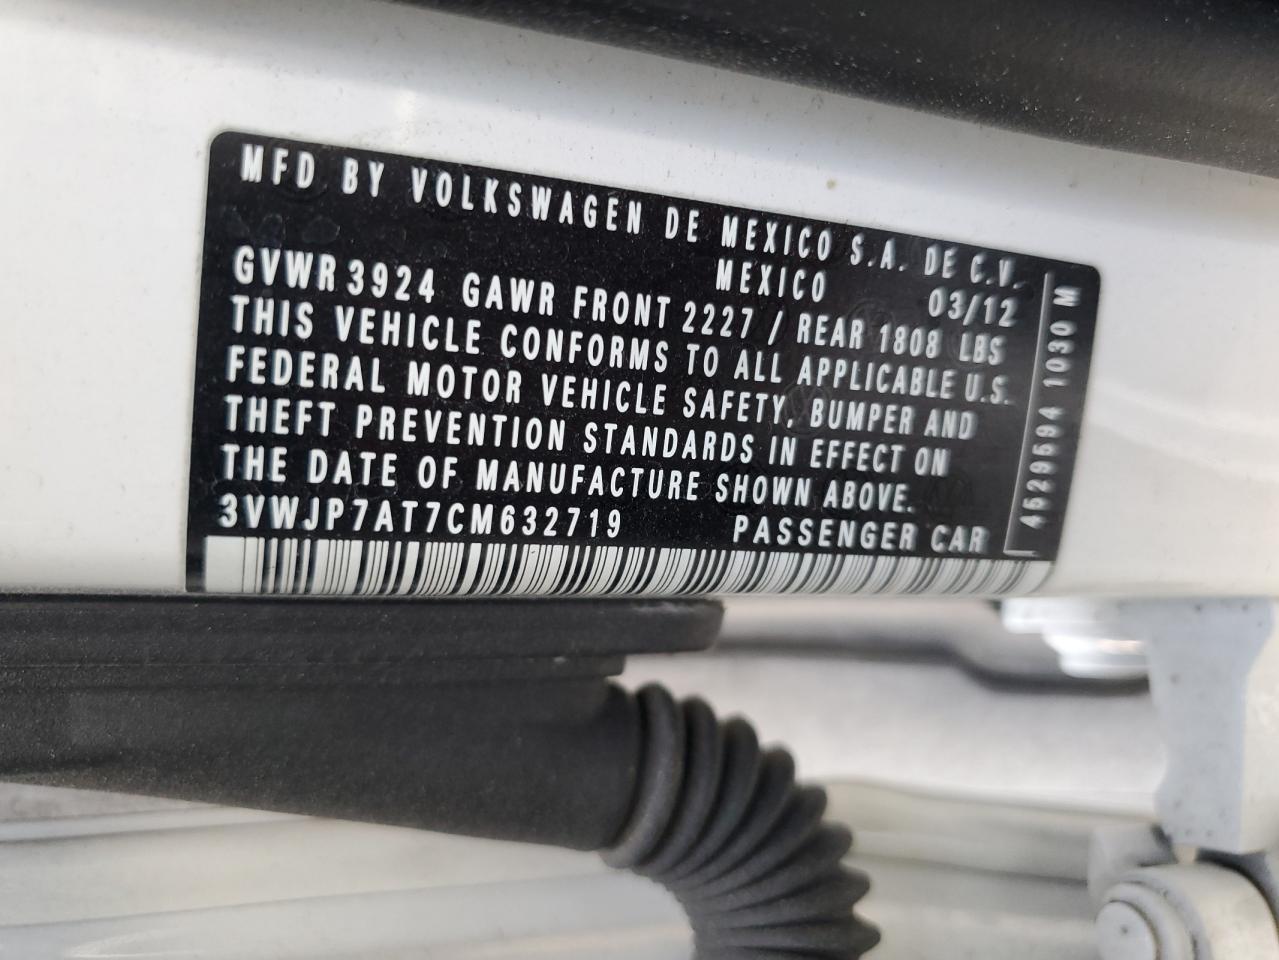 MFD BY VOLKSWAGEN DE MEXICO S.A. DE C.V.
MEXICO 03/12
GVWR 3924 GAWR FRONT 2227 / REAR 1808 LBS
THIS VEHICLE CONFORMS TO ALL APPLICABLE U.S.
FEDERAL MOTOR VEHICLE SAFETY, BUMPER AND
THEFT PREVENTION STANDARDS IN EFFECT ON
THE DATE OF MANUFACTURE SHOWN ABOVE.
3VWJP7AT7CM632719 PASSENGER CAR
4529594 1030 M